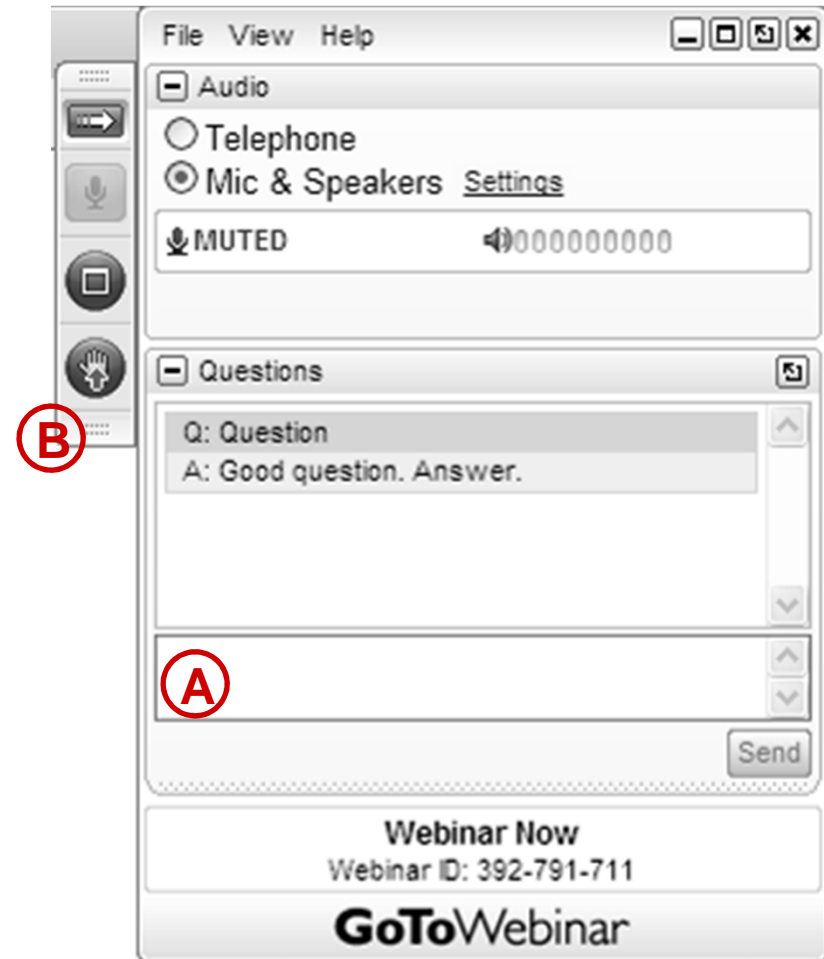 File View Help
Audio
Telephone
Mic & Speakers Settings
MUTED
Questions
B
Q: Question
A: Good question. Answer.
A
Send
Webinar Now
Webinar ID: 392-791-711
GoToWebinar